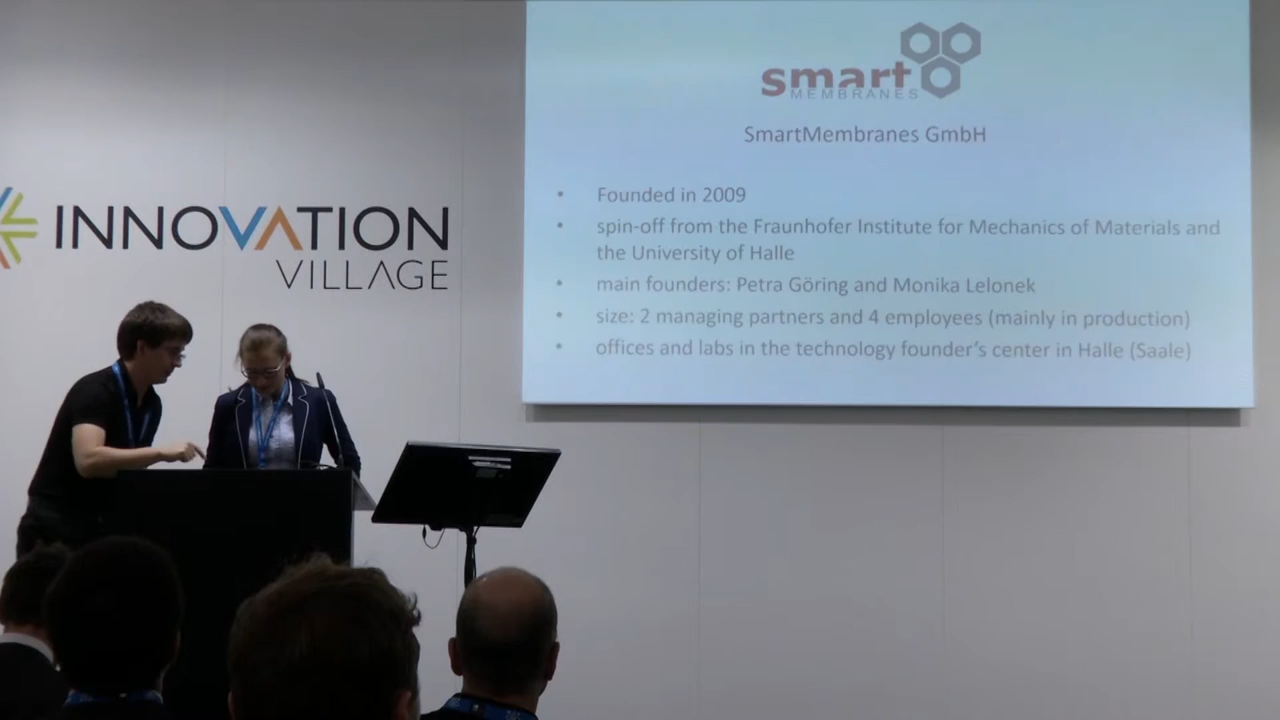 INNOVATION
VILLAGE
smart
MEMBRANES
SmartMembranes GmbH
• Founded in 2009
• spin-off from the Fraunhofer Institute for Mechanics of Materials and
the University of Halle
• main founders: Petra Göring and Monika Lelonek
• size: 2 managing partners and 4 employees (mainly in production)
• offices and labs in the technology founder's center in Halle (Saale)